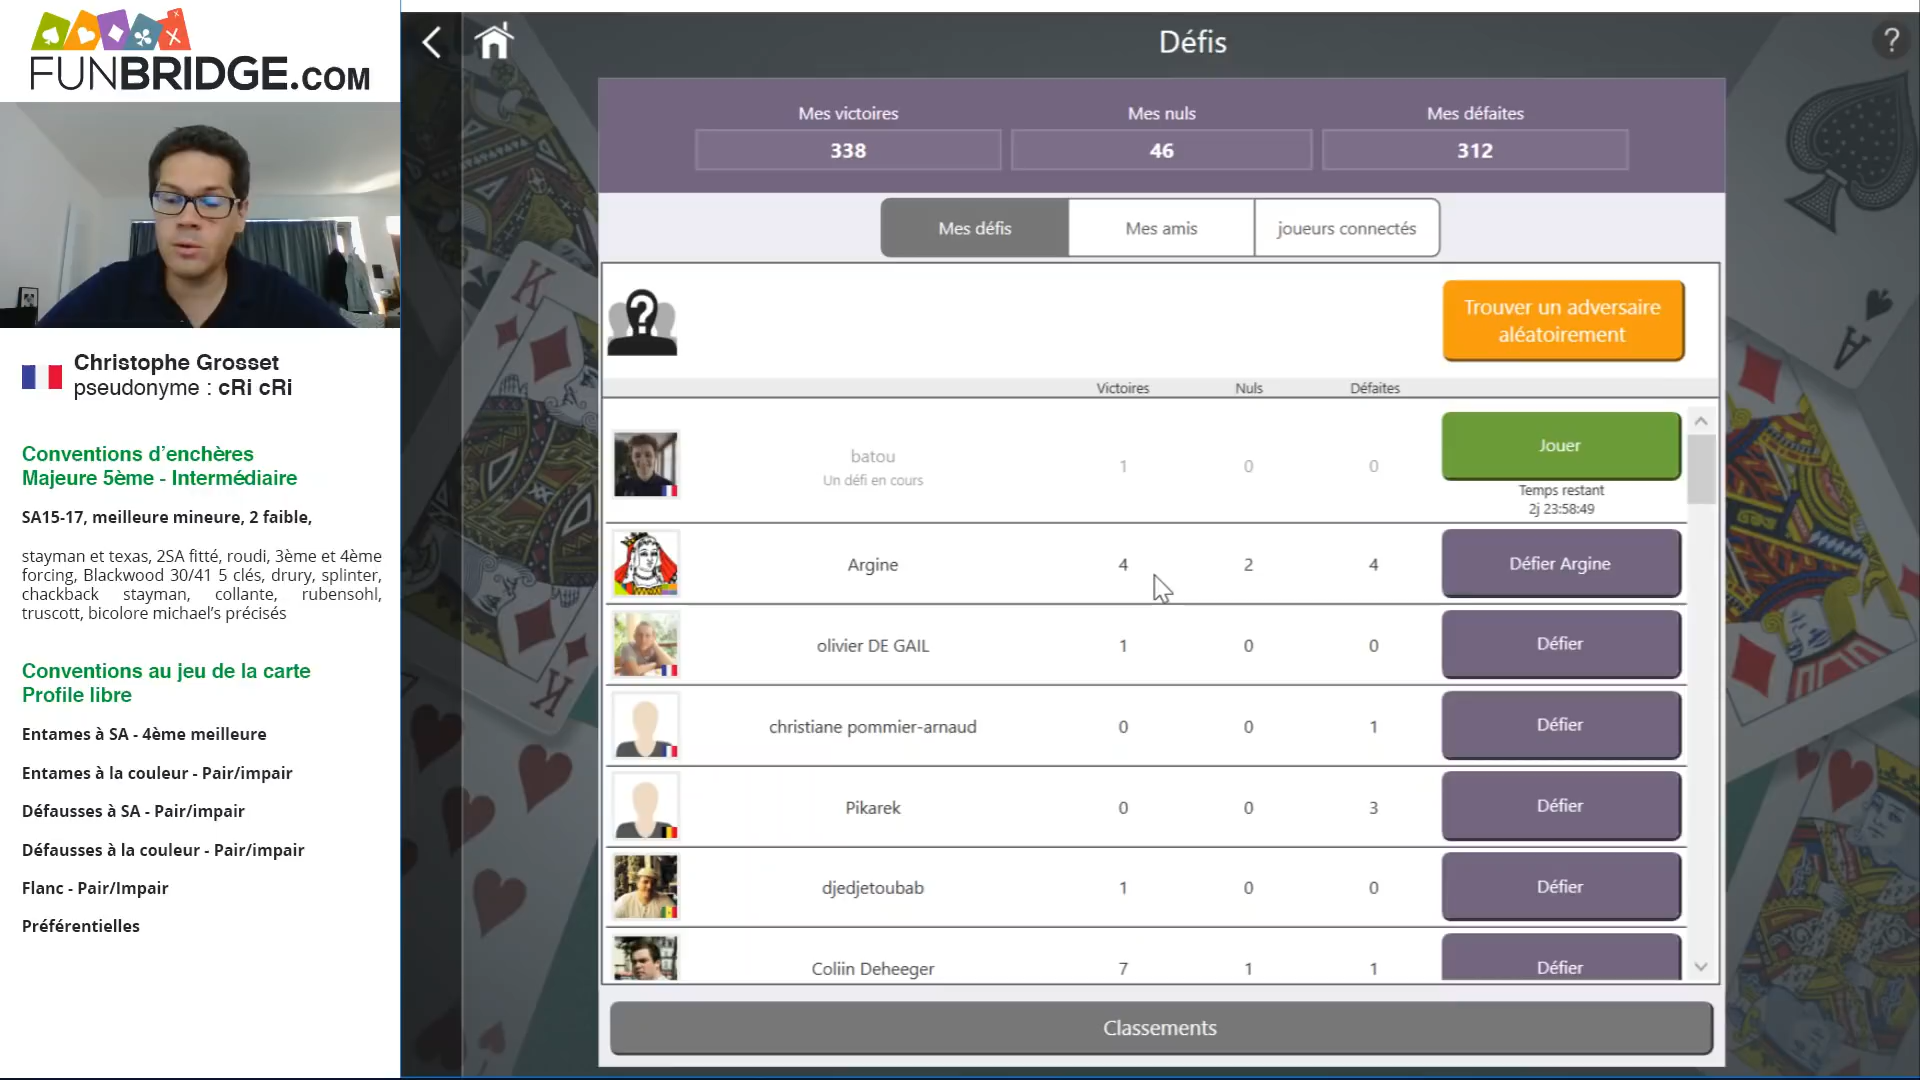 FUNBRIDGE.COM
Christophe Grosset
pseudonyme : cRi cRi
Conventions d’enchères
Majeure 5ème - Intermédiaire
SA15-17, meilleure mineure, 2 faible,
stayman et texas, 2SA fitté, roudi, 3ème et 4ème
forcing, Blackwood 30/41 5 clés, drury, splinter,
chackback stayman, collante, rubensohl,
truscott, bicolore michael’s précisés
Conventions au jeu de la carte
Profile libre
Entames à SA - 4ème meilleure
Entames à la couleur - Pair/impair
Défausses à SA - Pair/impair
Défausses à la couleur - Pair/impair
Flanc - Pair/Impair
Préférentielles
Défis
?
Mes victoires Mes nuls Mes défaites
338 46 312
Mes défis Mes amis joueurs connectés
?
Trouver un adversaire
aléatoirement
Victoires Nuls Défaites
batou 1 0 0 Jouer
Un défi en cours
Temps restant
2j 23:58:49
Argine 4 2 4 Défier Argine
olivier DE GAIL 1 0 0 Défier
christiane pommier-arnaud 0 0 1 Défier
Pikarek 0 0 3 Défier
djedjetoubab 1 0 0 Défier
Coliin Deheeger 7 1 1 Défier
Classements
K
K
A